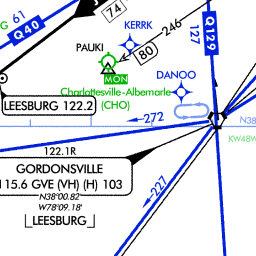 61
Q40
74
KERRK
246
Q129
127
PAUKI
80
MON
DANOO
Charlottesville-Albemarle
(CHO)
LEESBURG 122.2
272
N38
122.1R
KW48W
GORDONSVILLE
115.6 GVE (VH) (H) 103
N38°00.82'
W78°09.18'
LEESBURG
227